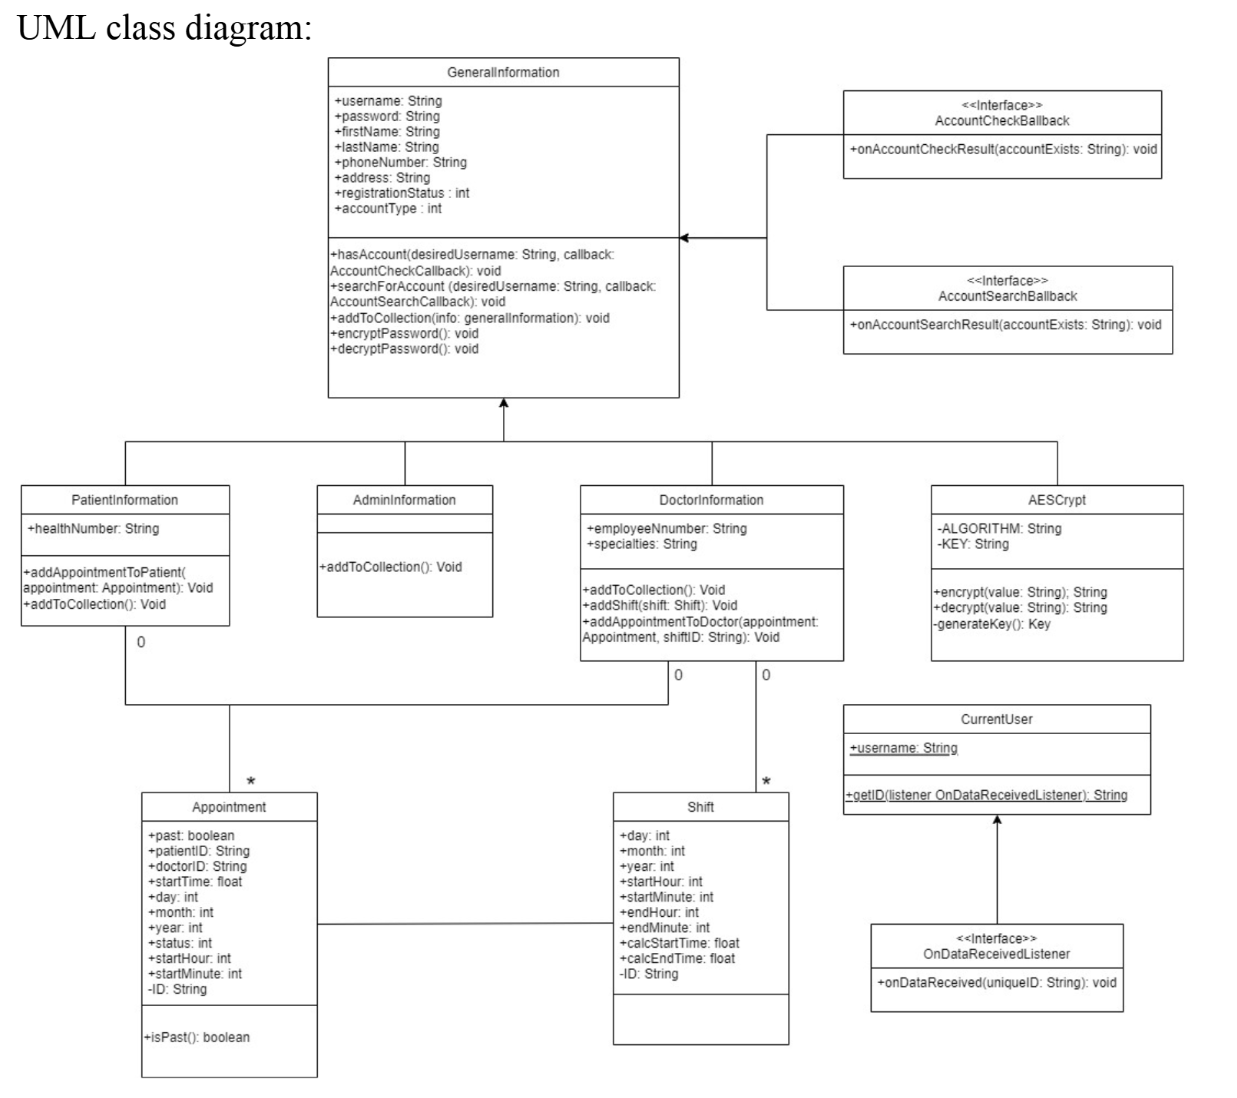 UML class diagram:
GeneralInformation
+username: String
+password: String
+firstName: String
+lastName: String
+phoneNumber: String
+address: String
+registrationStatus : int
+accountType : int
+hasAccount(desiredUsername: String, callback:
AccountCheckCallback): void
+searchForAccount (desiredUsername: String, callback:
AccountSearchCallback): void
+addToCollection(info: generalInformation): void
+encryptPassword(): void
+decryptPassword(): void
<<Interface>>
AccountCheckBallback
+onAccountCheckResult(accountExists: String): void
<<Interface>>
AccountSearchBallback
+onAccountSearchResult(accountExists: String): void
PatientInformation
+healthNumber: String
+addAppointmentToPatient(
appointment: Appointment): Void
+addToCollection(): Void
0
AdminInformation
+addToCollection(): Void
DoctorInformation
+employeeNnumber: String
+specialties: String
+addToCollection(): Void
+addShift(shift: Shift): Void
+addAppointmentToDoctor(appointment:
Appointment, shiftID: String): Void
0
0
AESCrypt
-ALGORITHM: String
-KEY: String
+encrypt(value: String); String
+decrypt(value: String): String
-generateKey(): Key
CurrentUser
+username: String
+getID(listener OnDataReceivedListener): String
*
Appointment
+past: boolean
+patientID: String
+doctorID: String
+startTime: float
+day: int
+month: int
+year: int
+status: int
+startHour: int
+startMinute: int
-ID: String
+isPast(): boolean
*
Shift
+day: int
+month: int
+year: int
+startHour: int
+startMinute: int
+endHour: int
+endMinute: int
+calcStartTime: float
+calcEndTime: float
-ID: String
<<Interface>>
OnDataReceivedListener
+onDataReceived(uniqueID: String): void